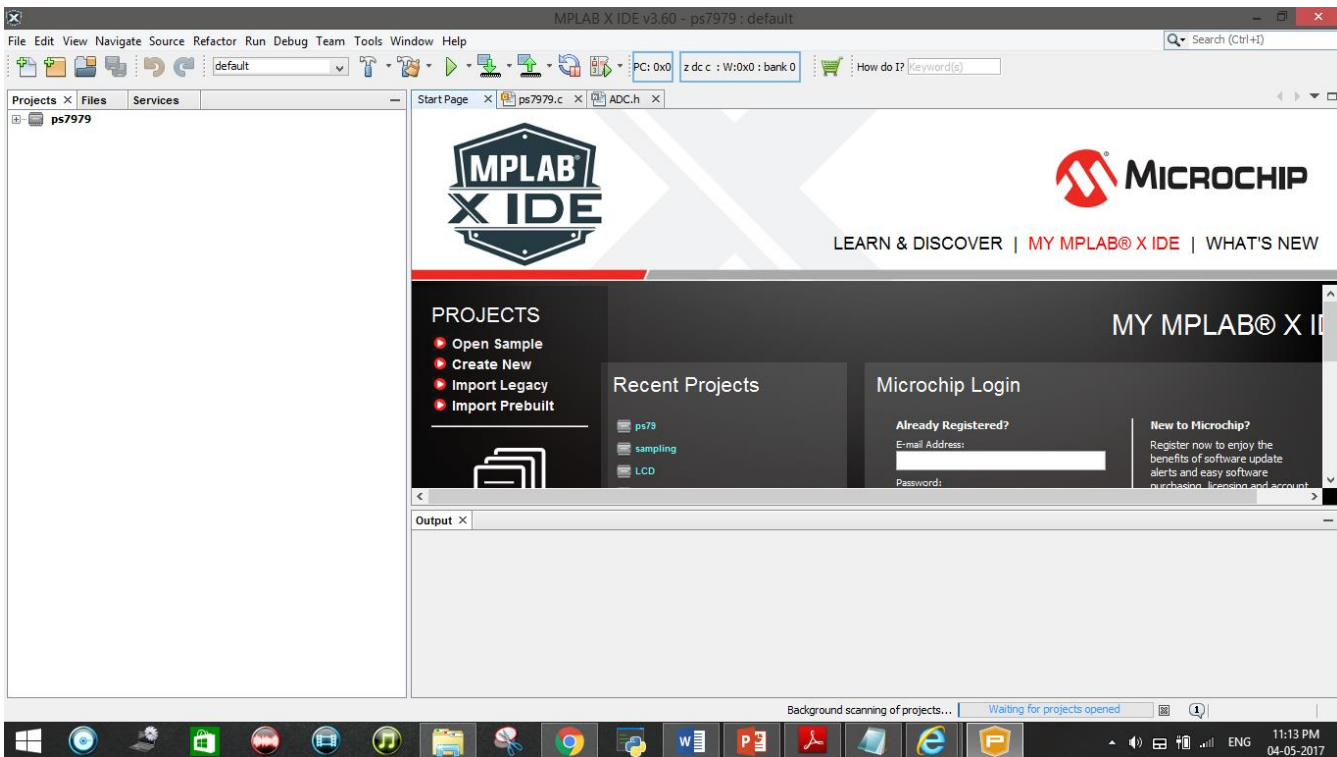 MPLAB X IDE v3.60 - ps7979 : default
File Edit View Navigate Source Refactor Run Debug Team Tools Window Help
Search (Ctrl+I)
default
PC: 0x0
z dc c : W:0x0 : bank 0
How do I?
Keyword(s)
Projects Files Services
Start Page ps7979.c ADC.h
ps7979
MPLAB®
X IDE
MICROCHIP
LEARN & DISCOVER | MY MPLAB® X IDE | WHAT'S NEW
PROJECTS
Open Sample
Create New
Import Legacy
Import Prebuilt
MY MPLAB® X
Recent Projects
ps79
sampling
LCD
Microchip Login
Already Registered?
E-mail Address:
Password:
New to Microchip?
Register now to enjoy the
benefits of software update
alerts and easy software
purchasing, licensing and account
Output
Background scanning of projects...
Waiting for projects opened
1
ENG
11:13 PM
04-05-2017